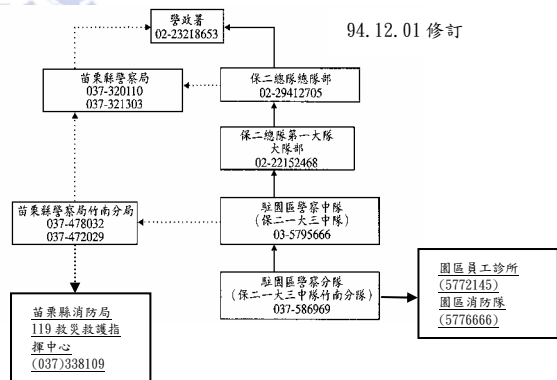 警政署
02-23218653
94.12.01 修訂
苗栗縣警察局
037-320110
037-321303
保二總隊總隊部
02-29412705
保二總隊第一大隊
大隊部
02-22152468
苗栗縣警察局竹南分局
037-478032
037-472029
駐園區警察中隊
(保二一大三中隊)
03-5795666
駐園區警察分隊
(保二一大三中隊竹南分隊)
037-586969
園區員工診所
(5772145)
園區消防隊
(5776666)
苗栗縣消防局
119 救災救護指
揮中心
(037)338109